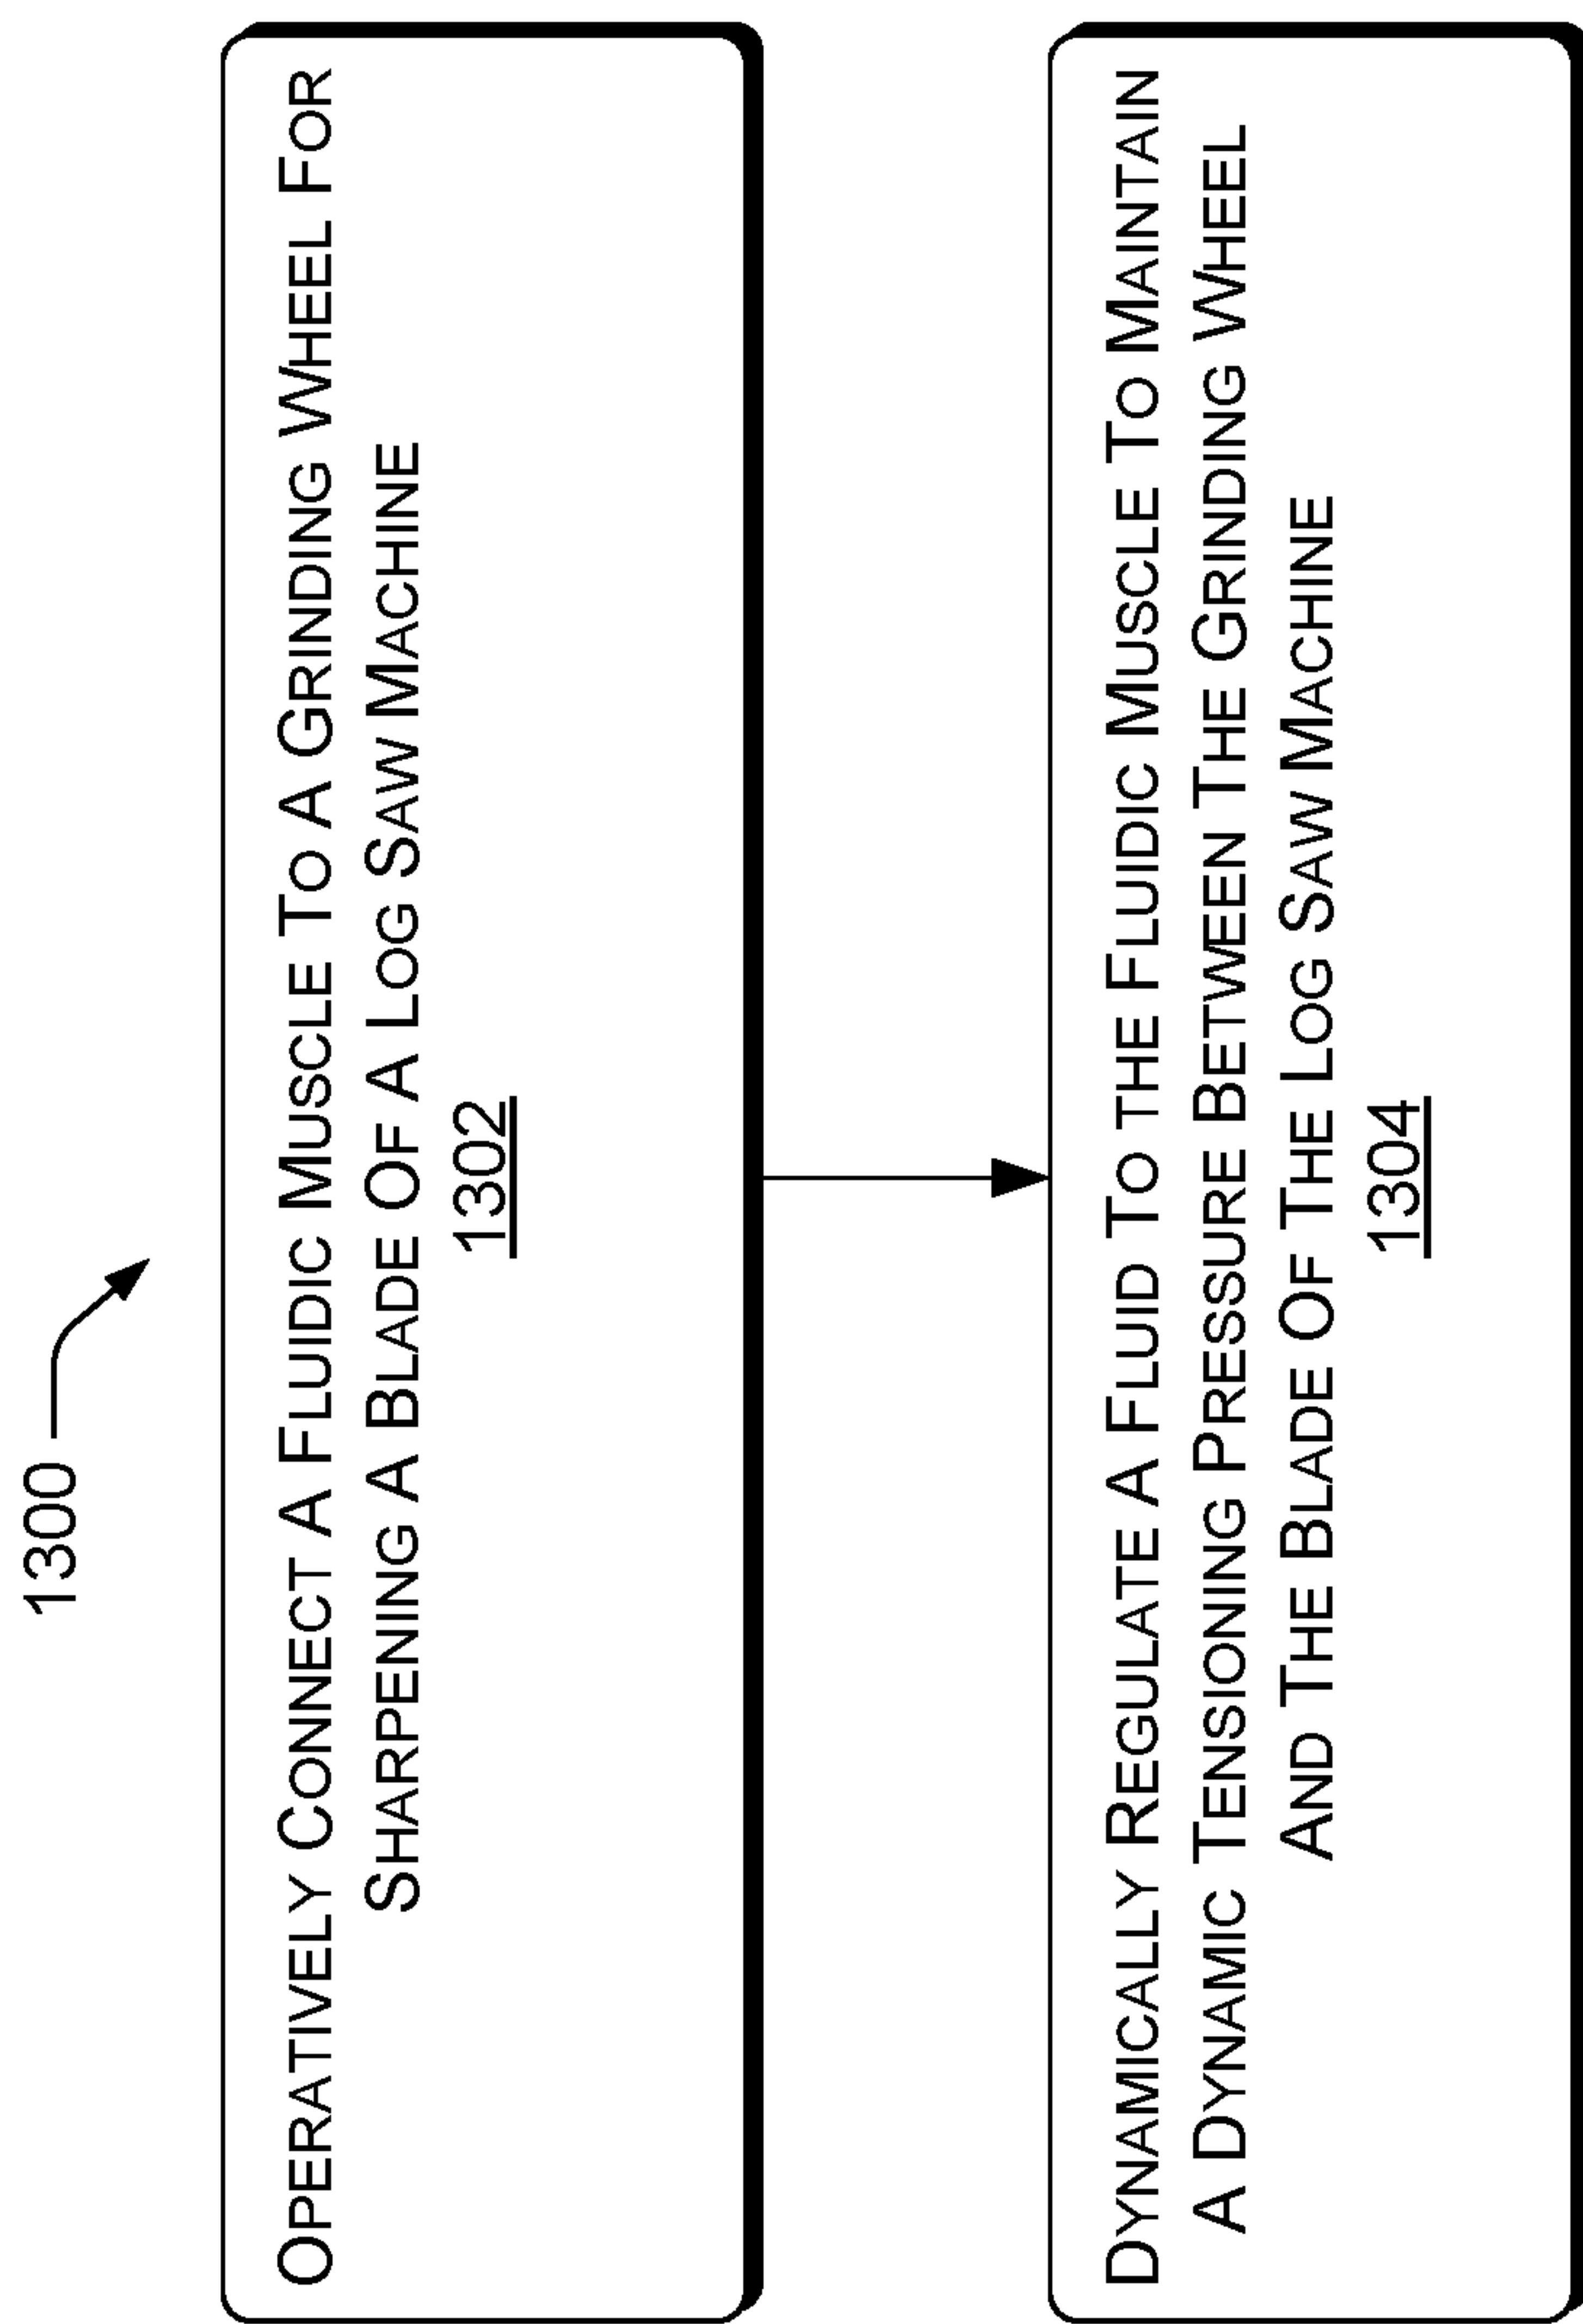 1300
OPERATIVELY CONNECT A FLUIDIC MUSCLE TO A GRINDING WHEEL FOR
SHARPENING A BLADE OF A LOG SAW MACHINE
1302
DYNAMICALLY REGULATE A FLUID TO THE FLUIDIC MUSCLE TO MAINTAIN
A DYNAMIC TENSIONING PRESSURE BETWEEN THE GRINDING WHEEL
AND THE BLADE OF THE LOG SAW MACHINE
1304